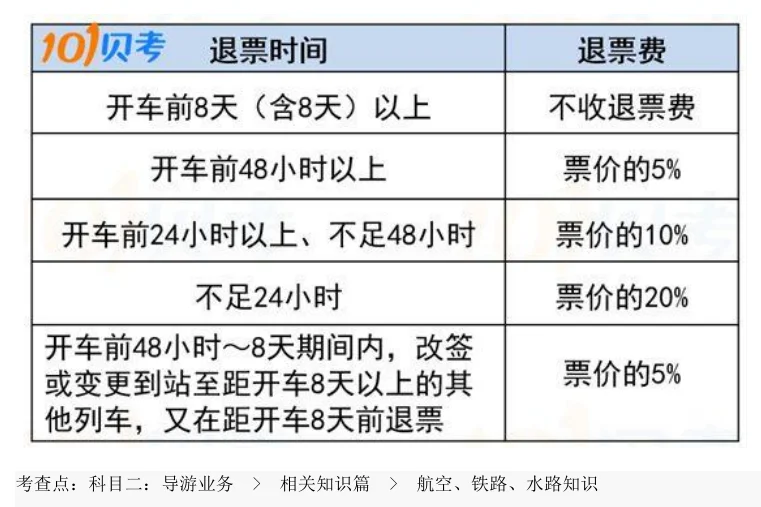 101贝考 退票时间 退票费
开车前8天（含8天）以上 不收退票费
开车前48小时以上 票价的5%
开车前24小时以上、不足48小时 票价的10%
不足24小时 票价的20%
开车前48小时～8天期间内，改签
或变更到站至距开车8天以上的其
他列车，又在距开车8天前退票
票价的5%
考查点：科目二：导游业务 > 相关知识篇 > 航空、铁路、水路知识